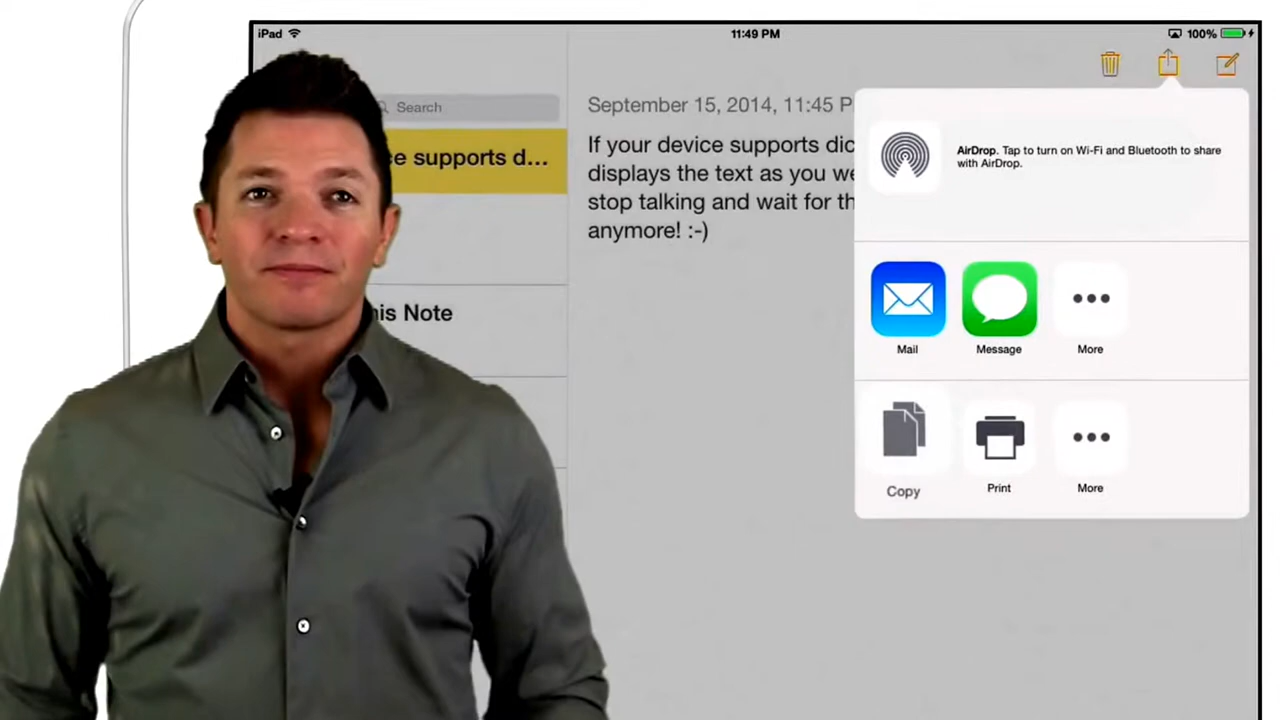 iPad
11:49 PM
100%
Search
ce supports d...
his Note
September 15, 2014, 11:45 P
If your device supports dic
displays the text as you we
stop talking and wait for th
anymore! :-)
AirDrop. Tap to turn on Wi-Fi and Bluetooth to share
with AirDrop.
Mail
Message
More
Copy
Print
More